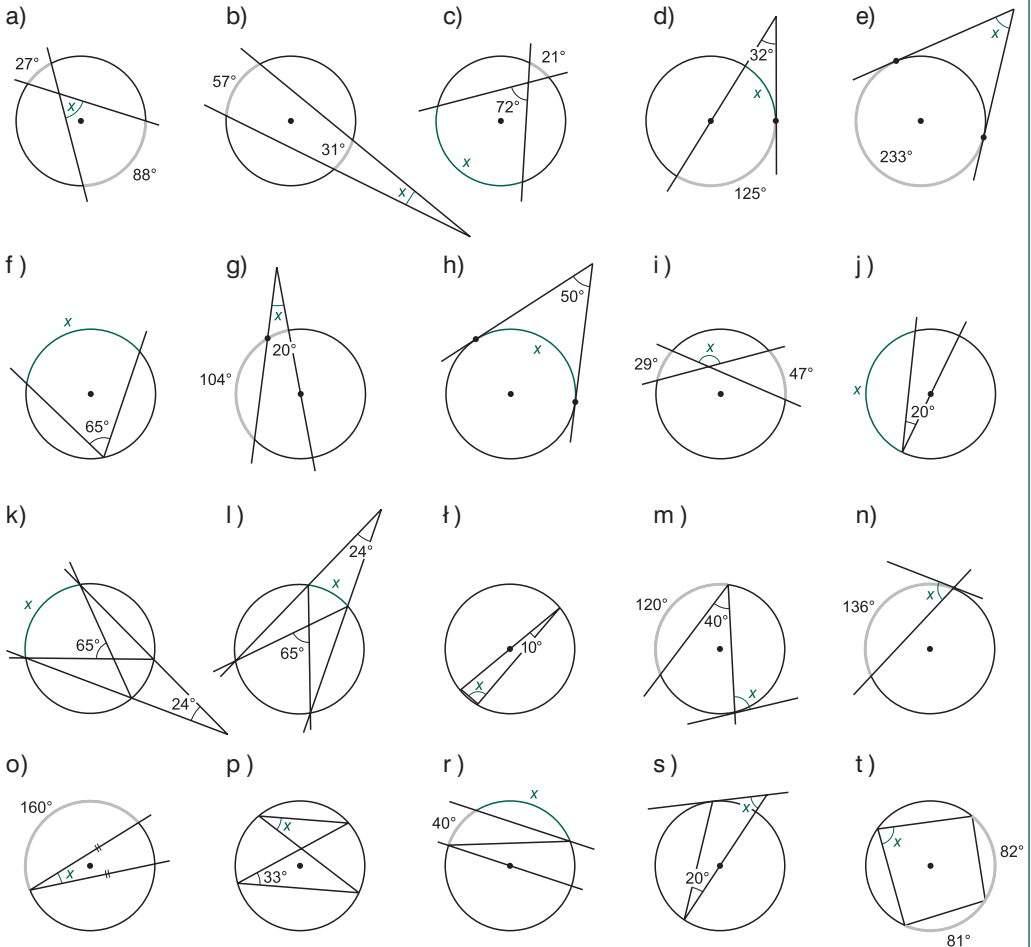 a) b) c) d) e)
27° x 88°
57° 31° x
21° 72° x
32° x 125°
x 233°
f ) g) h) i ) j )
x 65°
x 20° 104°
50° x
x 29° 47°
x 20°
k ) l ) ł ) m ) n )
x 65° 24°
24° x 65°
10° x
120° 40° x
x 136°
o ) p ) r ) s ) t )
160° x
x 33°
x 40°
x 20°
x 82° 81°